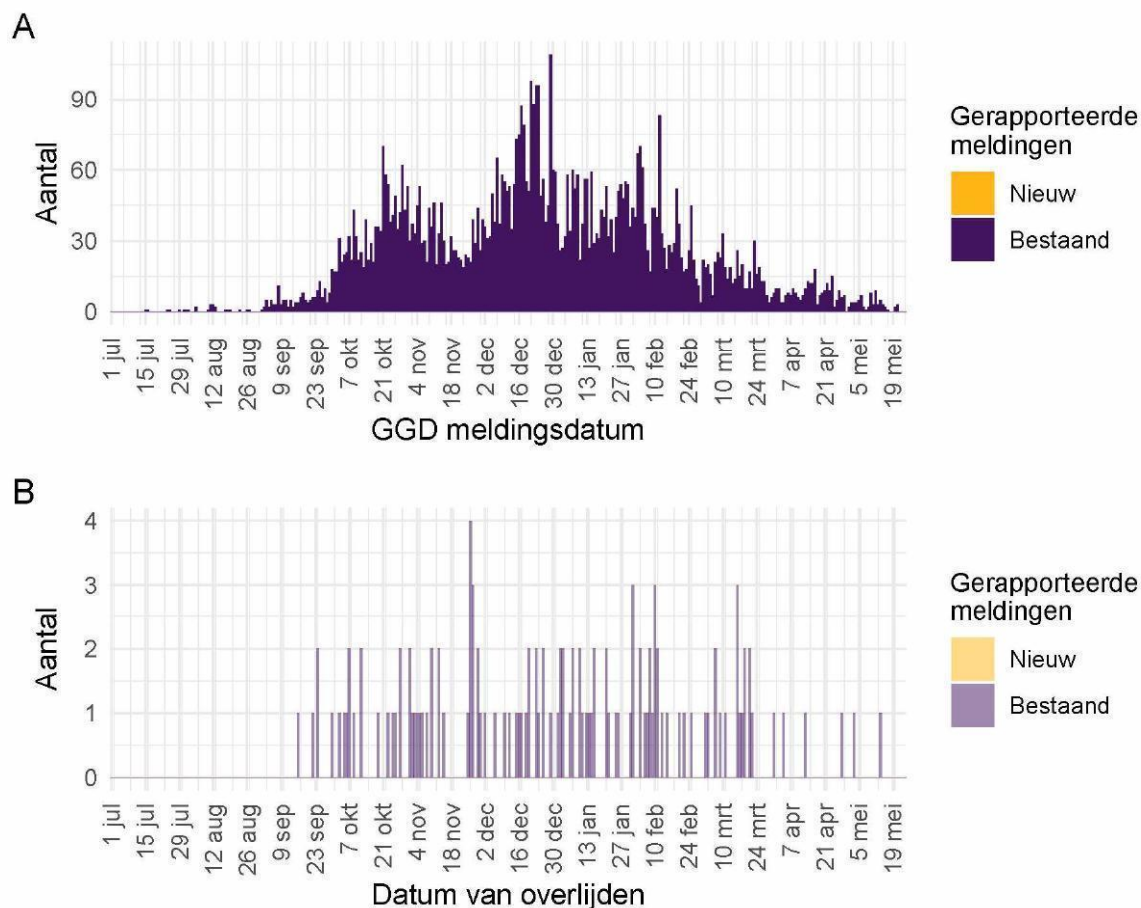 A
Aantal
90
60
30
0
1 jul
15 jul
29 jul
12 aug
26 aug
9 sep
23 sep
7 okt
21 okt
4 nov
18 nov
2 dec
16 dec
30 dec
13 jan
27 jan
10 feb
24 feb
10 mrt
24 mrt
7 apr
21 apr
5 mei
19 mei
GGD meldingsdatum
Gerapporteerde
meldingen
Nieuw
Bestaand
B
Aantal
4
3
2
1
0
1 jul
15 jul
29 jul
12 aug
26 aug
9 sep
23 sep
7 okt
21 okt
4 nov
18 nov
2 dec
16 dec
30 dec
13 jan
27 jan
10 feb
24 feb
10 mrt
24 mrt
7 apr
21 apr
5 mei
19 mei
Datum van overlijden
Gerapporteerde
meldingen
Nieuw
Bestaand